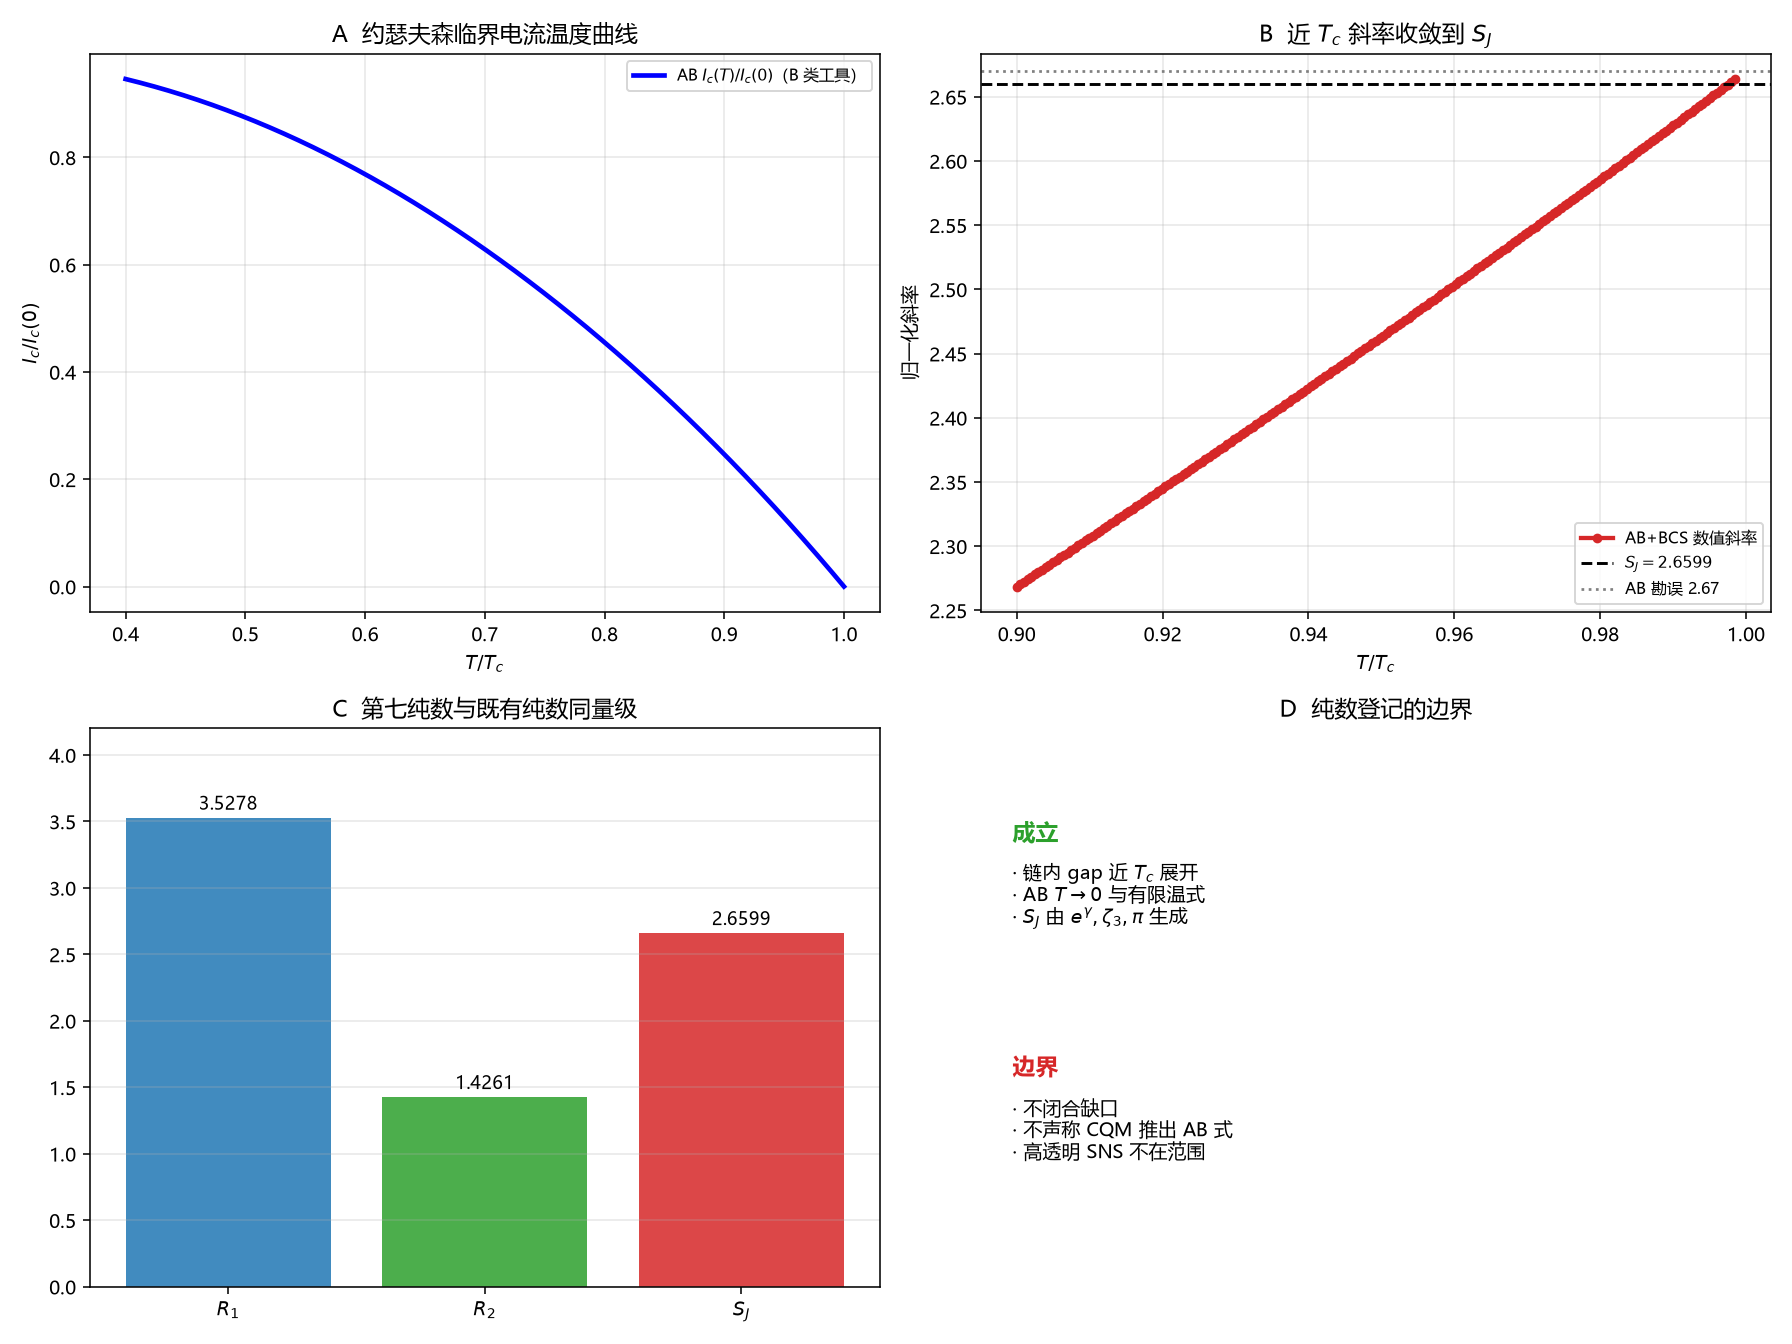 A 约瑟夫森临界电流温度曲线
AB I_c(T)/I_c(0) (B 类工具)
I_c/I_c(0)
0.8
0.6
0.4
0.2
0.0
0.4 0.5 0.6 0.7 0.8 0.9 1.0
T/T_c
B 近 T_c 斜率收敛到 S_J
归一化斜率
2.65
2.60
2.55
2.50
2.45
2.40
2.35
2.30
2.25
AB+BCS 数值斜率
S_J = 2.6599
AB 勘误 2.67
0.90 0.92 0.94 0.96 0.98 1.00
T/T_c
C 第七纯数与既有纯数同量级
4.0
3.5
3.0
2.5
2.0
1.5
1.0
0.5
0.0
3.5278
1.4261
2.6599
R_1 R_2 S_J
D 纯数登记的边界
成立
· 链内 gap 近 T_c 展开
· AB T→0 与有限温式
· S_J 由 e^γ, ζ_3, π 生成
边界
· 不闭合缺口
· 不声称 CQM 推出 AB 式
· 高透明 SNS 不在范围